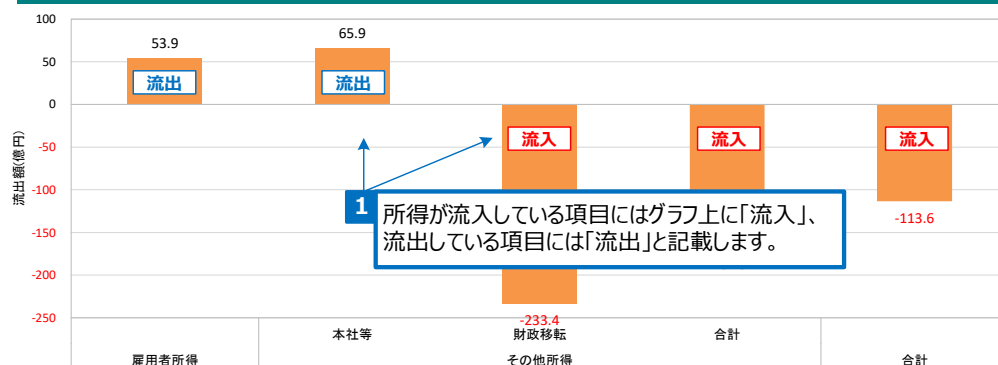 100
50
0
-50
-100
-150
-200
-250
流出額(億円)
53.9
65.9
-233.4
-113.6
流出
流出
流入
流入
流入
1
所得が流入している項目にはグラフ上に「流入」、
流出している項目には「流出」と記載します。
本社等
財政移転
合計
雇用者所得
その他所得
合計